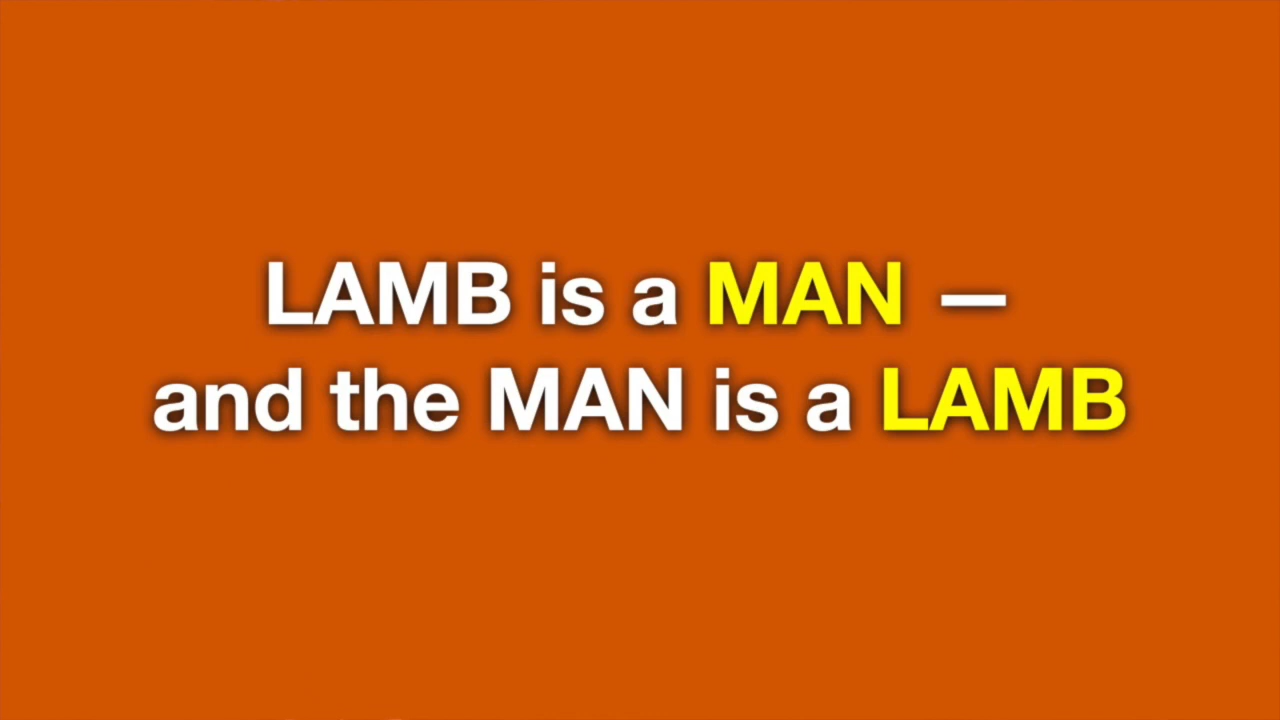 LAMB is a MAN —
and the MAN is a LAMB